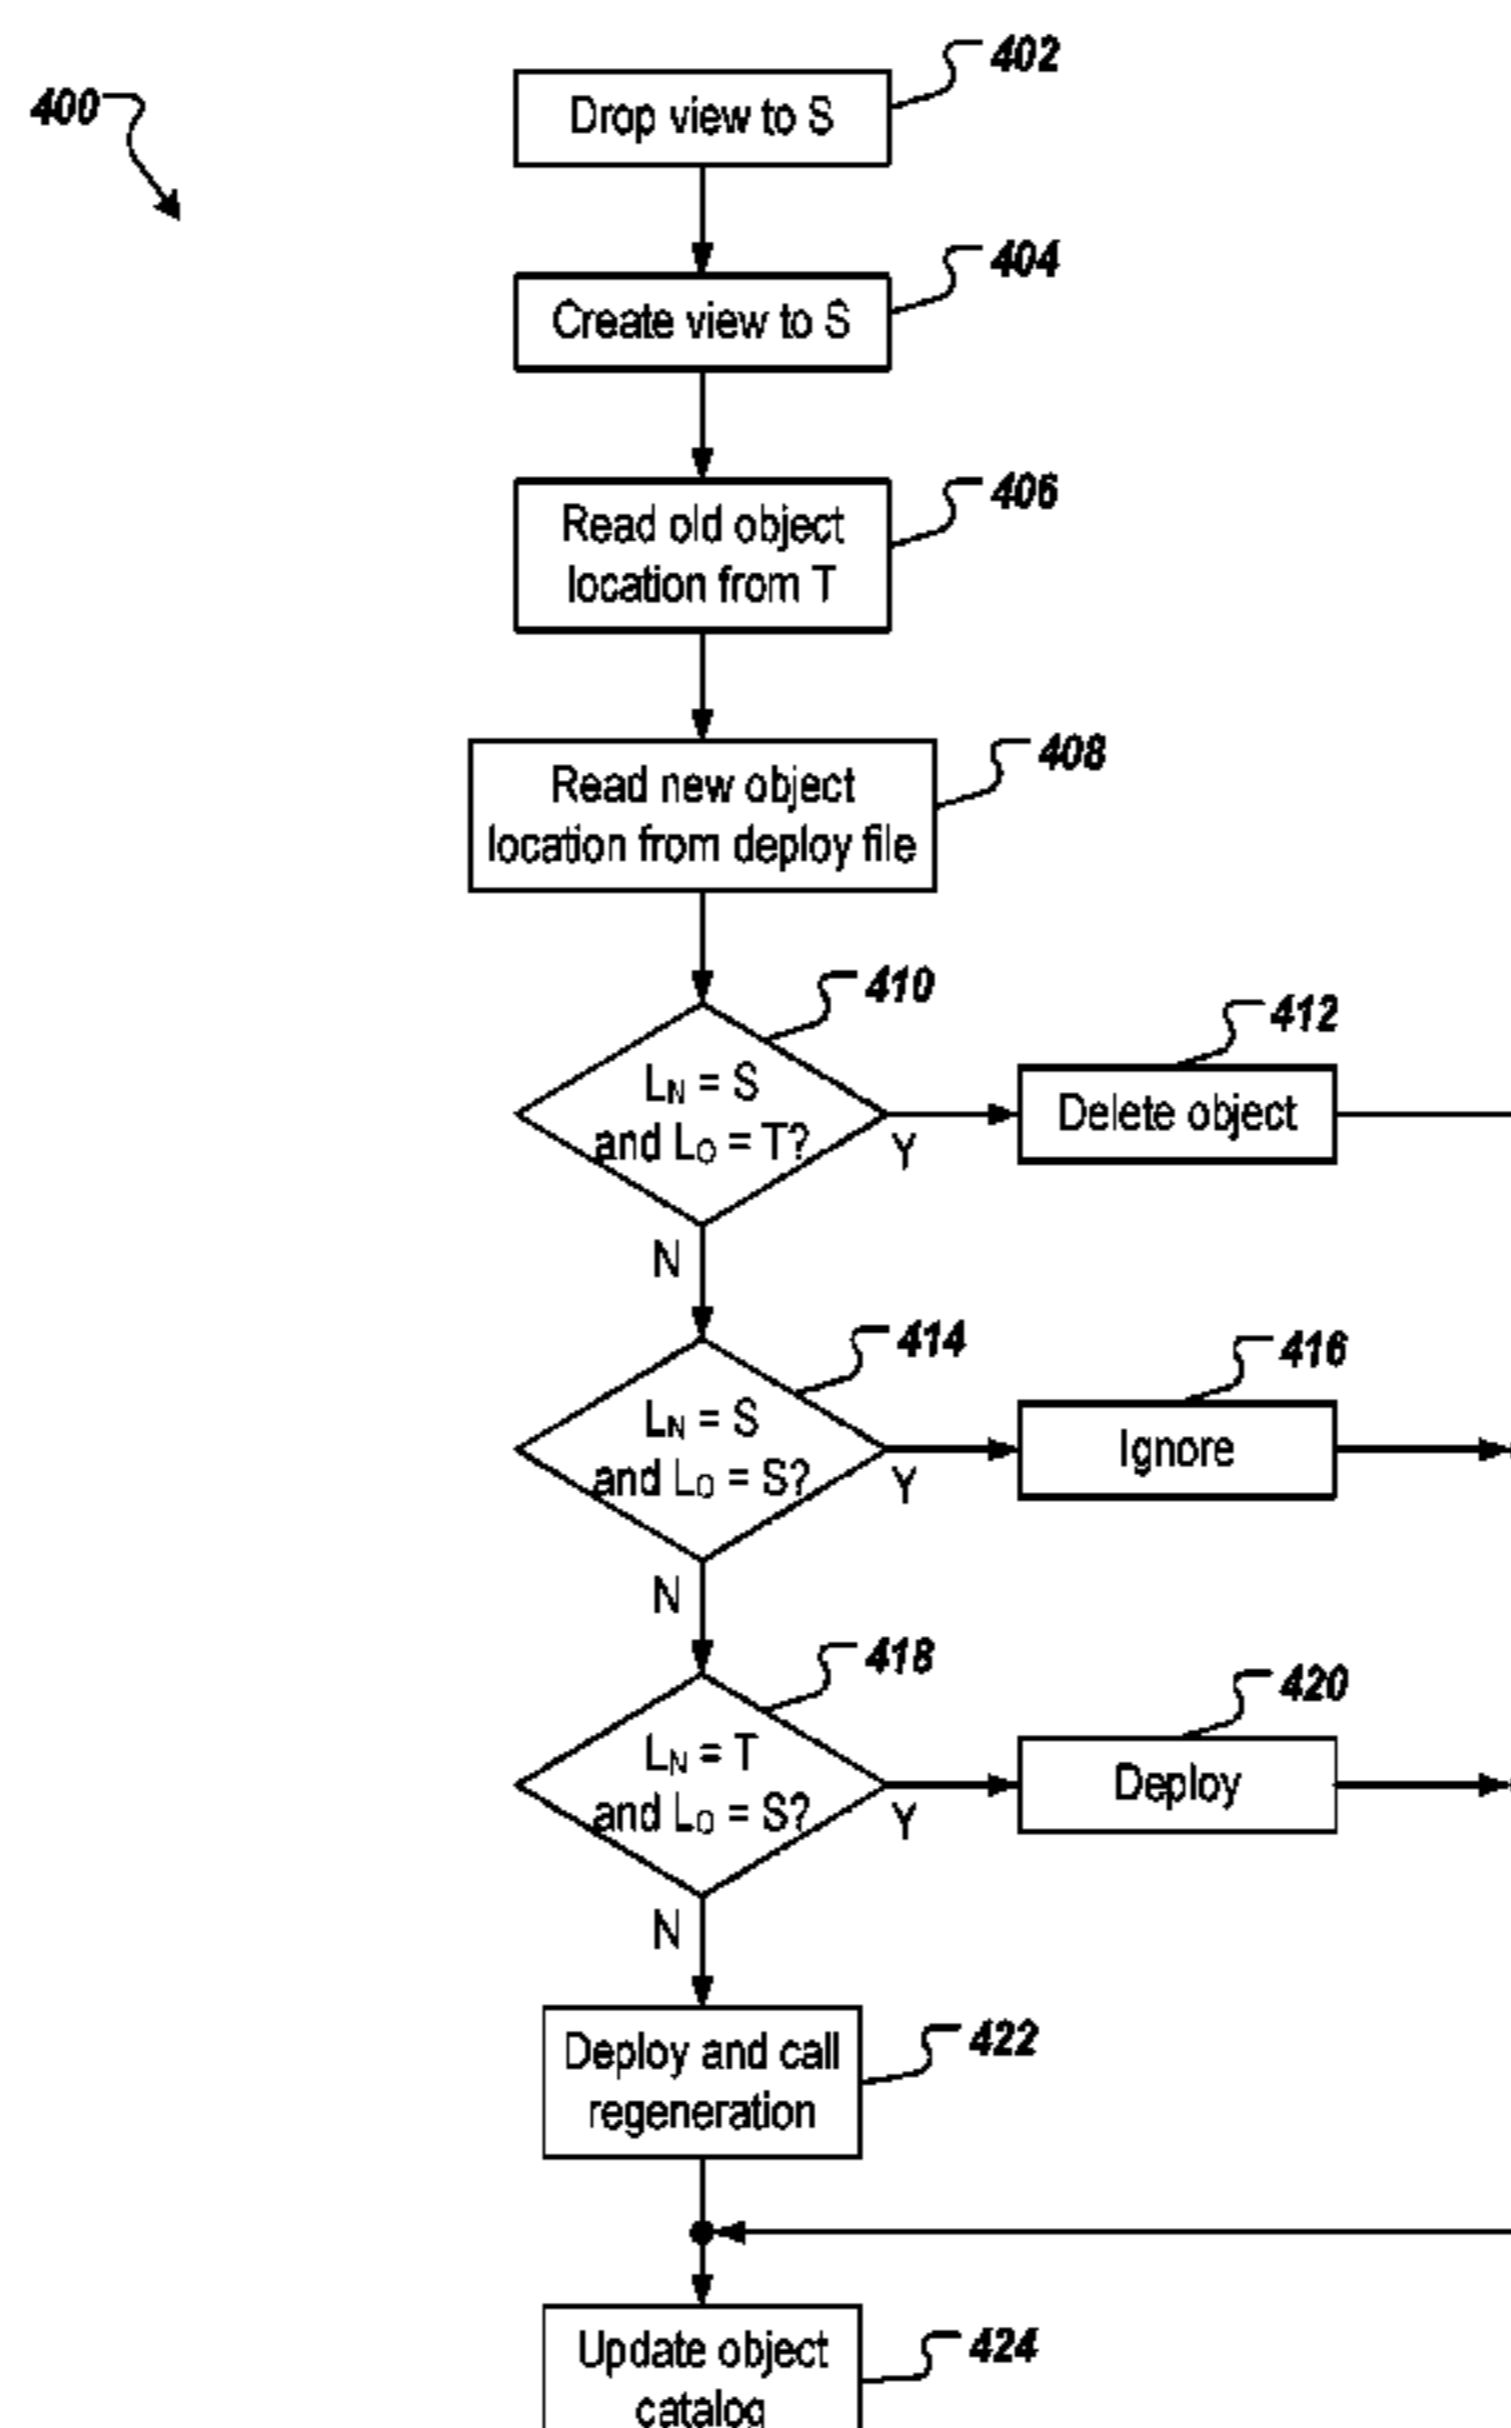 400
402
Drop view to S
404
Create view to S
406
Read old object
location from T
408
Read new object
location from deploy file
410
LN = S
and LO = T?
Y
N
412
Delete object
414
LN = S
and LO = S?
Y
N
416
Ignore
418
LN = T
and LO = S?
Y
N
420
Deploy
422
Deploy and call
regeneration
424
Update object
catalog